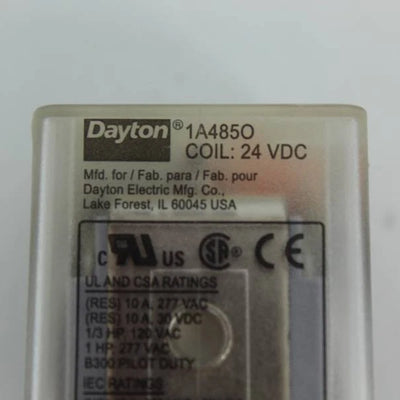 Dayton® 1A485O
COIL: 24 VDC
Mfd. for / Fab. para / Fab. pour
Dayton Electric Mfg. Co.,
Lake Forest, IL 60045 USA
C UR US SA CE
UL AND CSA RATINGS
(RES) 10 A, 277 VAC
(RES) 10 A, 30 VDC
1/3 HP, 120 VAC
1 HP, 277 VAC
B300 PILOT DUTY
IEC RATINGS